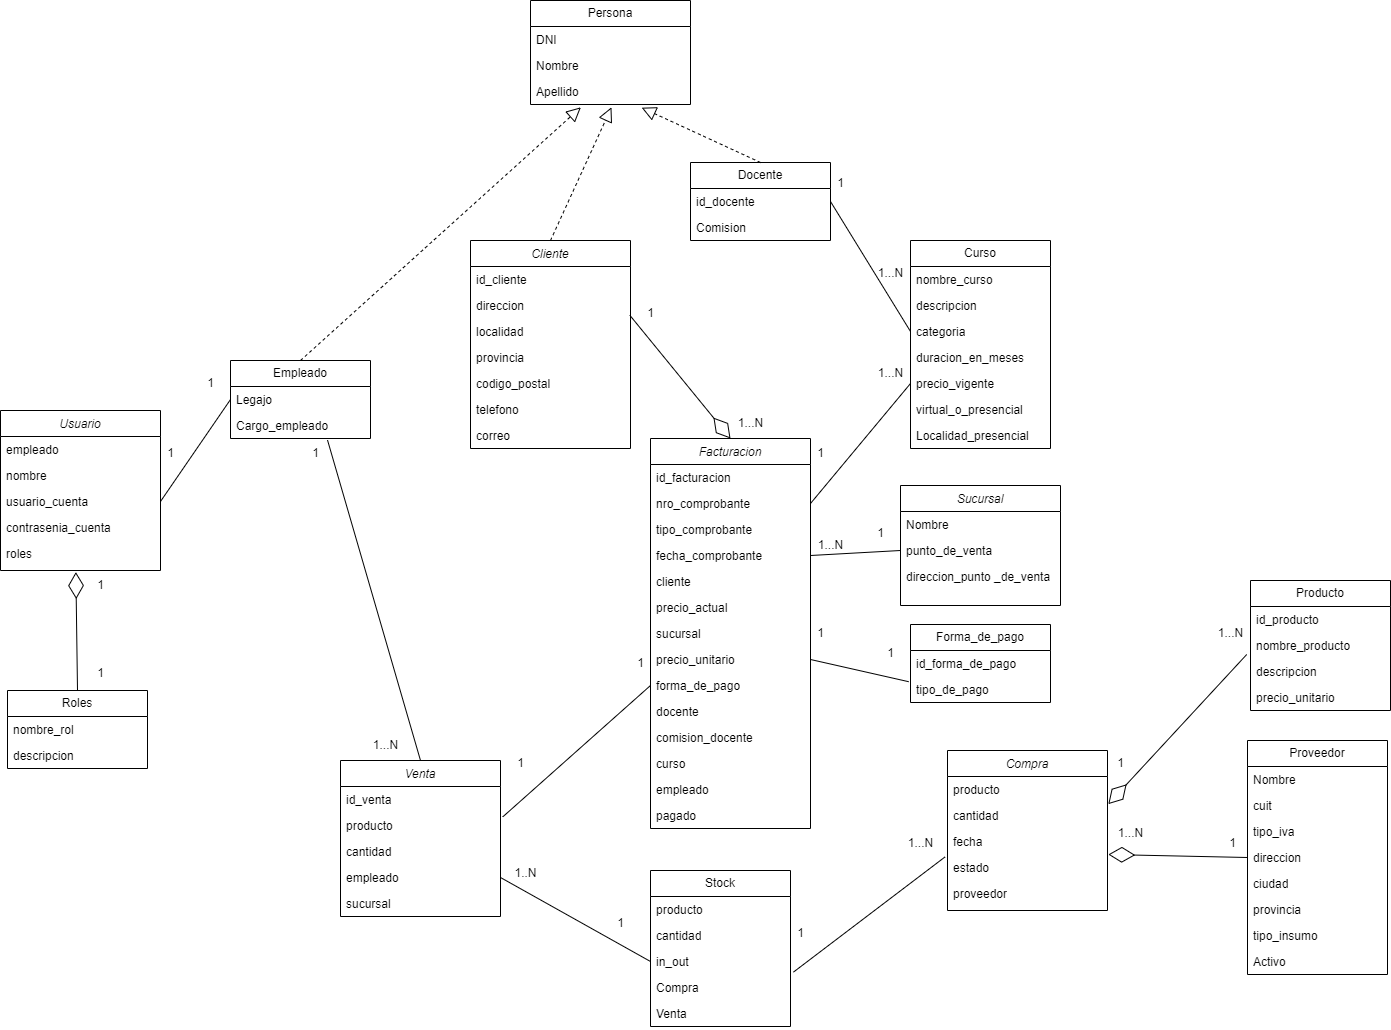 Persona
DNI
Nombre
Apellido
Docente
id_docente
Comision
1
1...N
Cliente
id_cliente
direccion
localidad
provincia
codigo_postal
telefono
correo
1
1...N
Curso
nombre_curso
descripcion
categoria
duracion_en_meses
precio_vigente
virtual_o_presencial
Localidad_presencial
1...N
1
Empleado
Legajo
Cargo_empleado
1
1
1
1...N
Usuario
empleado
nombre
usuario_cuenta
contrasenia_cuenta
roles
1
1
Roles
nombre_rol
descripcion
Facturacion
id_facturacion
nro_comprobante
tipo_comprobante
fecha_comprobante
cliente
precio_actual
sucursal
precio_unitario
forma_de_pago
docente
comision_docente
curso
empleado
pagado
1...N
1
1
1
1
1
Sucursal
Nombre
punto_de_venta
direccion_punto _de_venta
Forma_de_pago
id_forma_de_pago
tipo_de_pago
Producto
id_producto
nombre_producto
descripcion
precio_unitario
1...N
1
Venta
id_venta
producto
cantidad
empleado
sucursal
1..N
1
Stock
producto
cantidad
in_out
Compra
Venta
1
1...N
Compra
producto
cantidad
fecha
estado
proveedor
1...N
1
Proveedor
Nombre
cuit
tipo_iva
direccion
ciudad
provincia
tipo_insumo
Activo